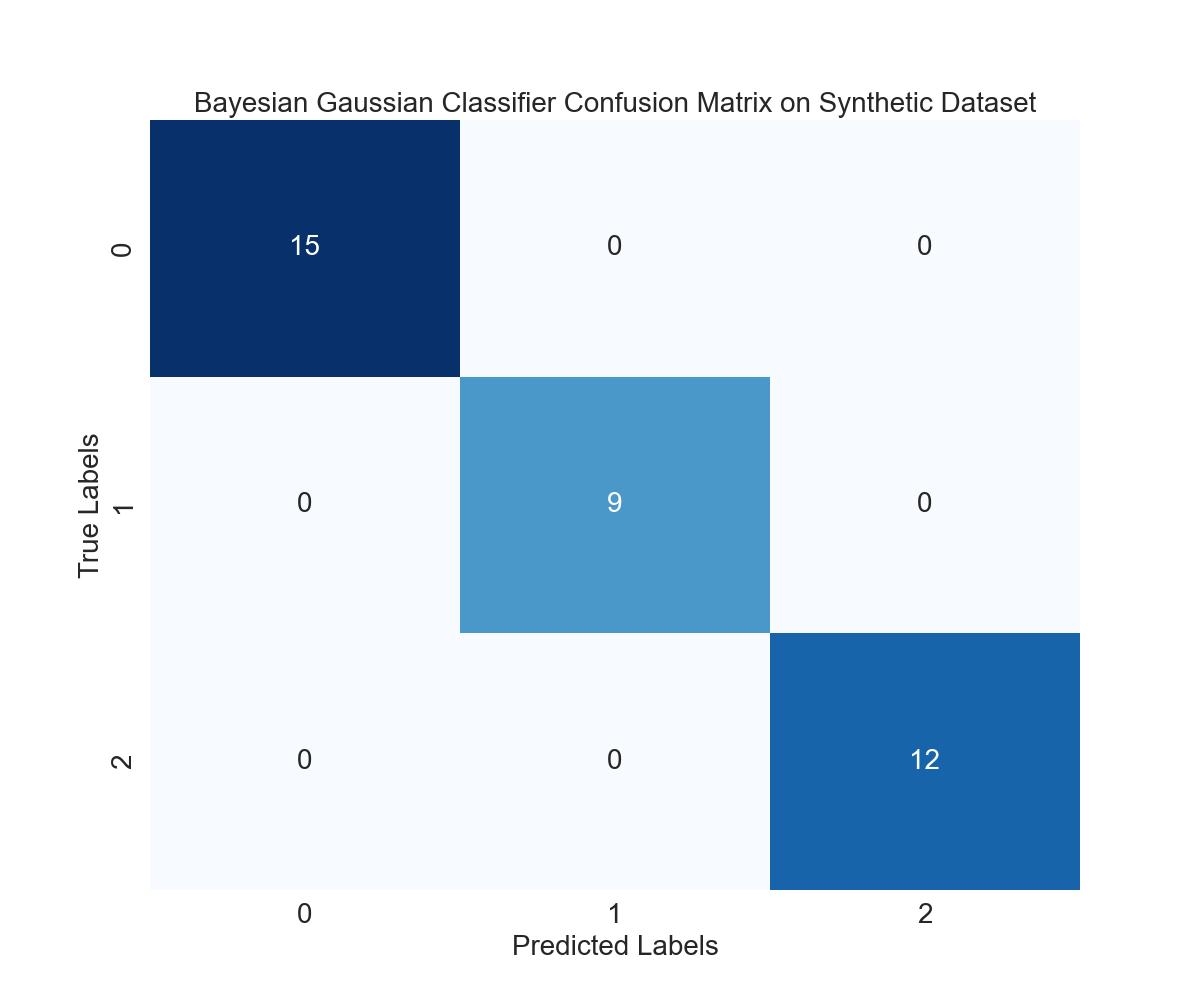 Bayesian Gaussian Classifier Confusion Matrix on Synthetic Dataset
0 15 0 0
True Labels
1 0 9 0
2 0 0 12
0 1 2
Predicted Labels